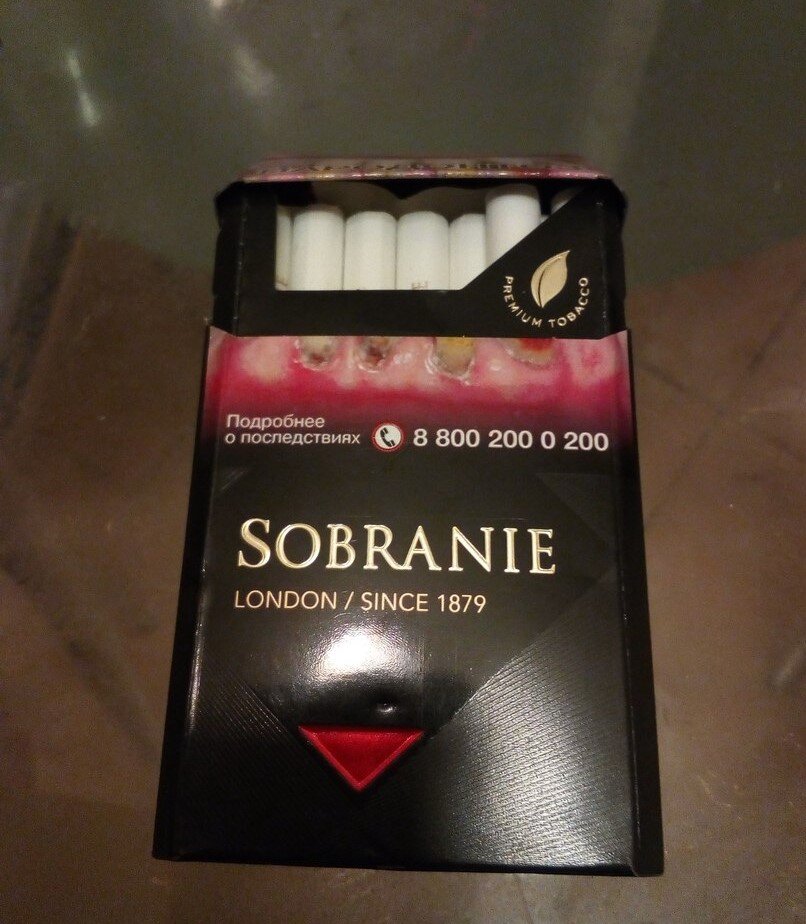 PREMIUM TOBACCO
Подробнее
о последствиях
8 800 200 0 200
SOBRANIE
LONDON / SINCE 1879